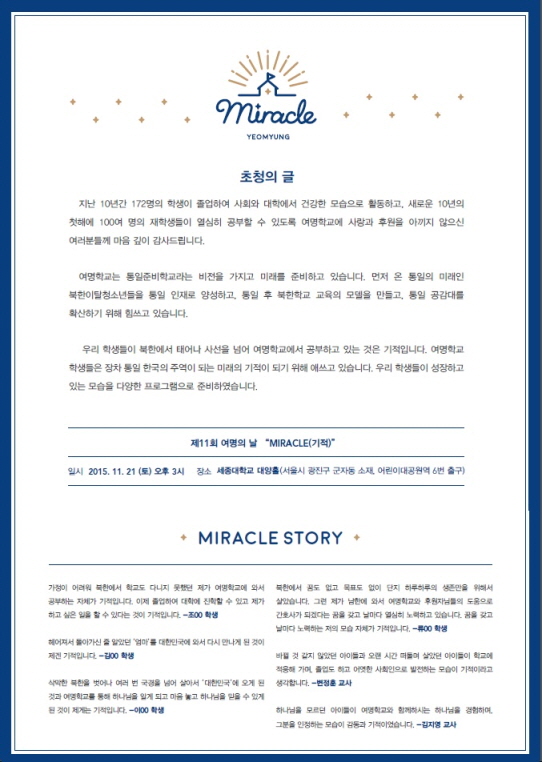 Miracle
YEOMYUNG
초청의 글
지난 10년간 172명의 학생이 졸업하여 사회와 대학에서 건강한 모습으로 활동하고, 새로운 10년의
첫해에 100여 명의 재학생들이 열심히 공부할 수 있도록 여명학교에 사랑과 후원을 아끼지 않으신
여러분들께 마음 깊이 감사드립니다.
여명학교는 통일준비학교라는 비전을 가지고 미래를 준비하고 있습니다. 먼저 온 통일의 미래인
북한이탈청소년들을 통일 인재로 양성하고, 통일 후 북한학교 교육의 모델을 만들고, 통일 공감대를
확산하기 위해 힘쓰고 있습니다.
우리 학생들이 북한에서 태어나 사선을 넘어 여명학교에서 공부하고 있는 것은 기적입니다. 여명학교
학생들은 장차 통일 한국의 주역이 되는 미래의 기적이 되기 위해 애쓰고 있습니다. 우리 학생들이 성장하고
있는 모습을 다양한 프로그램으로 준비하였습니다.
제11회 여명의 날 “MIRACLE(기적)”
일시 2015. 11. 21 (토) 오후 3시 장소 세종대학교 대양홀(서울시 광진구 군자동 소재, 어린이대공원역 6번 출구)
MIRACLE STORY
가정이 어려워 북한에서 학교도 다니지 못했던 제가 여명학교에 와서
공부하는 자체가 기적입니다. 이제 졸업하여 대학에 진학할 수 있고 제가
하고 싶은 일을 할 수 있다는 것이 기적입니다. –조00 학생
헤어져서 돌아가신 줄 알았던 '엄마'를 대한민국에 와서 다시 만나게 된 것이
제겐 기적입니다. –김00 학생
삭막한 북한을 벗어나 여러 번 국경을 넘어 살아서 '대한민국'에 오게 된
것과 여명학교를 통해 하나님을 알게 되고 마음 놓고 하나님을 믿을 수 있게
된 것이 제게는 기적입니다. –이00 학생
북한에서 꿈도 없고 목표도 없이 단지 하루하루의 생존만을 위해서
살았습니다. 그런 제가 남한에 와서 여명학교와 후원자님들의 도움으로
간호사가 되겠다는 꿈을 갖고 날마다 열심히 노력하고 있습니다. 꿈을 갖고
날마다 노력하는 저의 모습 자체가 기적입니다. –류00 학생
바뀔 것 같지 않았던 아이들과 오랜 시간 떠돌며 살았던 아이들이 학교에
적응해 가며, 졸업도 하고 어엿한 사회인으로 발전하는 모습이 기적이라고
생각합니다. –변정훈 교사
하나님을 모르던 아이들이 여명학교와 함께하시는 하나님을 경험하며,
그분을 인정하는 모습이 감동과 기적이었습니다. –김지영 교사